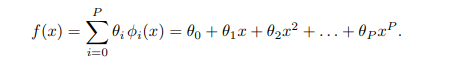 f(x) = \sum_{i=0}^{P} \theta_i \phi_i(x) = \theta_0 + \theta_1 x + \theta_2 x^2 + \ldots + \theta_P x^P.